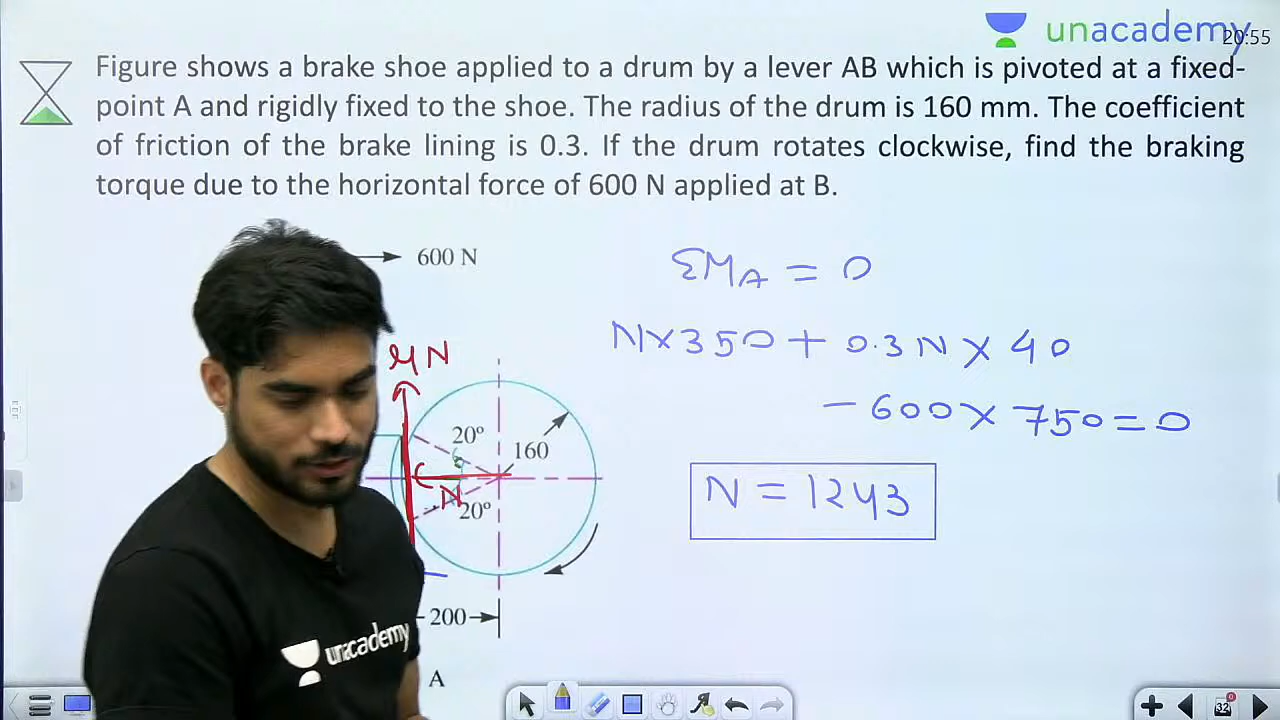 unacademy
20:55
Figure shows a brake shoe applied to a drum by a lever AB which is pivoted at a fixed-
point A and rigidly fixed to the shoe. The radius of the drum is 160 mm. The coefficient
of friction of the brake lining is 0.3. If the drum rotates clockwise, find the braking
torque due to the horizontal force of 600 N applied at B.
600 N
ΣM_A = 0
N×350 + 0.3N × 40
- 600 × 750 = 0
N = 1243
μN
20º
160
N
20º
200
A
unacademy
32